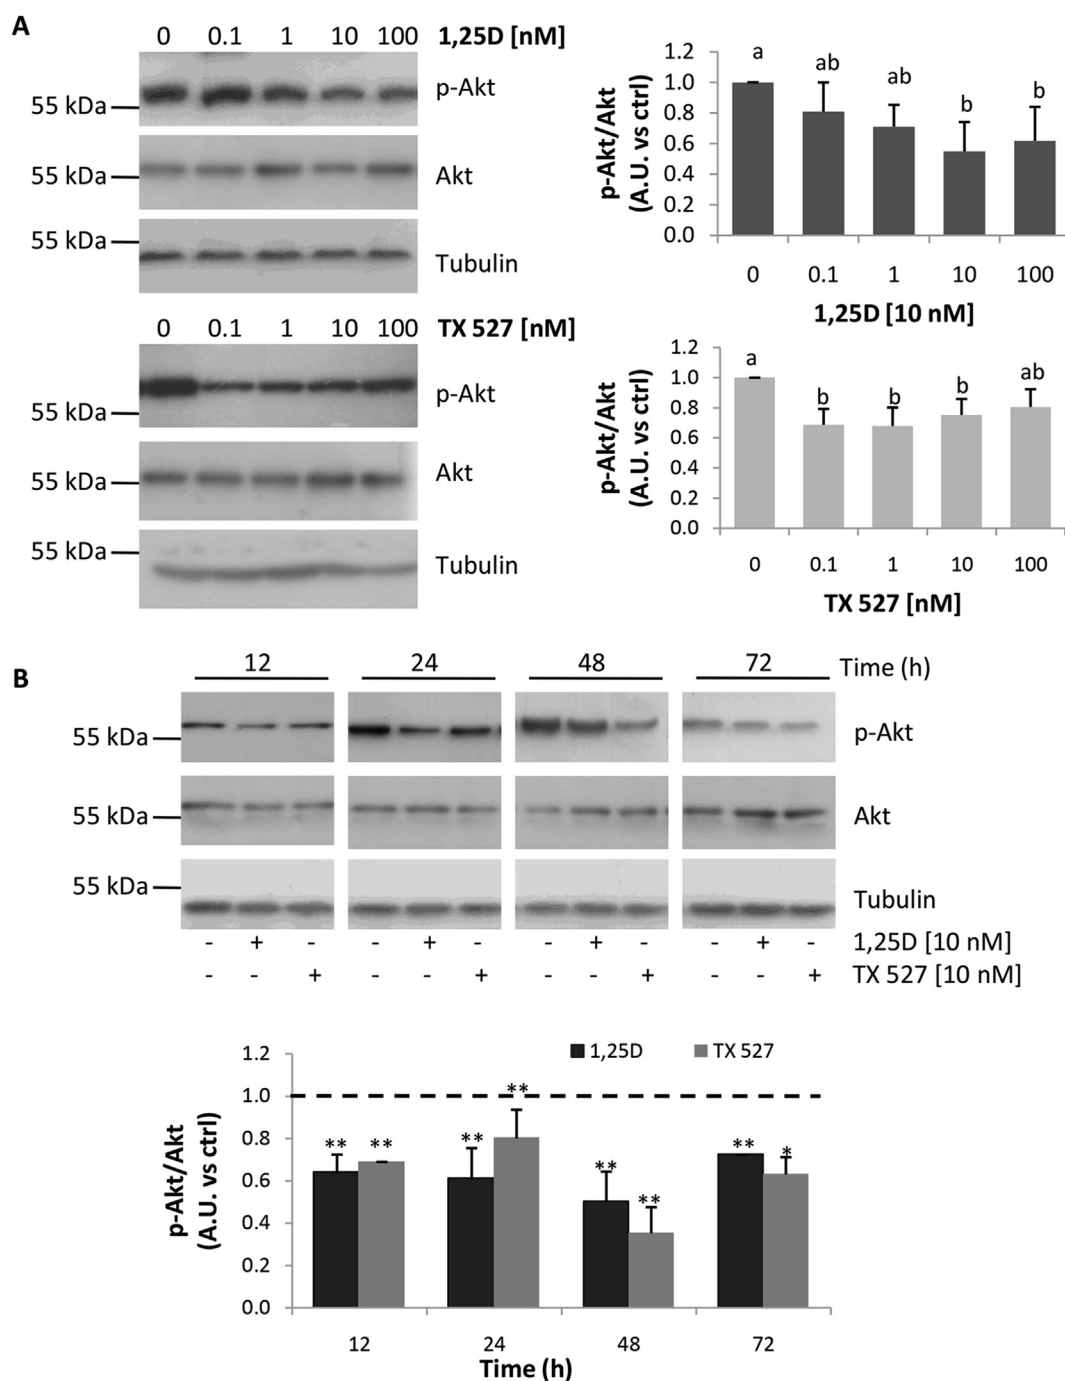 A
0 0.1 1 10 100 1,25D [nM]
55 kDa
p-Akt
55 kDa
Akt
55 kDa
Tubulin
1.2
1.0
0.8
0.6
0.4
0.2
0.0
p-Akt/Akt
(A.U. vs ctrl)
a ab ab b b
0 0.1 1 10 100
1,25D [10 nM]
0 0.1 1 10 100 TX 527 [nM]
55 kDa
p-Akt
55 kDa
Akt
55 kDa
Tubulin
1.2
1.0
0.8
0.6
0.4
0.2
0.0
p-Akt/Akt
(A.U. vs ctrl)
a b b b ab
0 0.1 1 10 100
TX 527 [nM]
B
12 24 48 72 Time (h)
55 kDa
p-Akt
55 kDa
Akt
55 kDa
Tubulin
- + - - + - - + - - + - 1,25D [10 nM]
- - + - - + - - + - - + TX 527 [10 nM]
1,25D TX 527
1.2
1.0
0.8
0.6
0.4
0.2
0.0
p-Akt/Akt
(A.U. vs ctrl)
** ** ** ** ** ** ** *
12 24 48 72
Time (h)